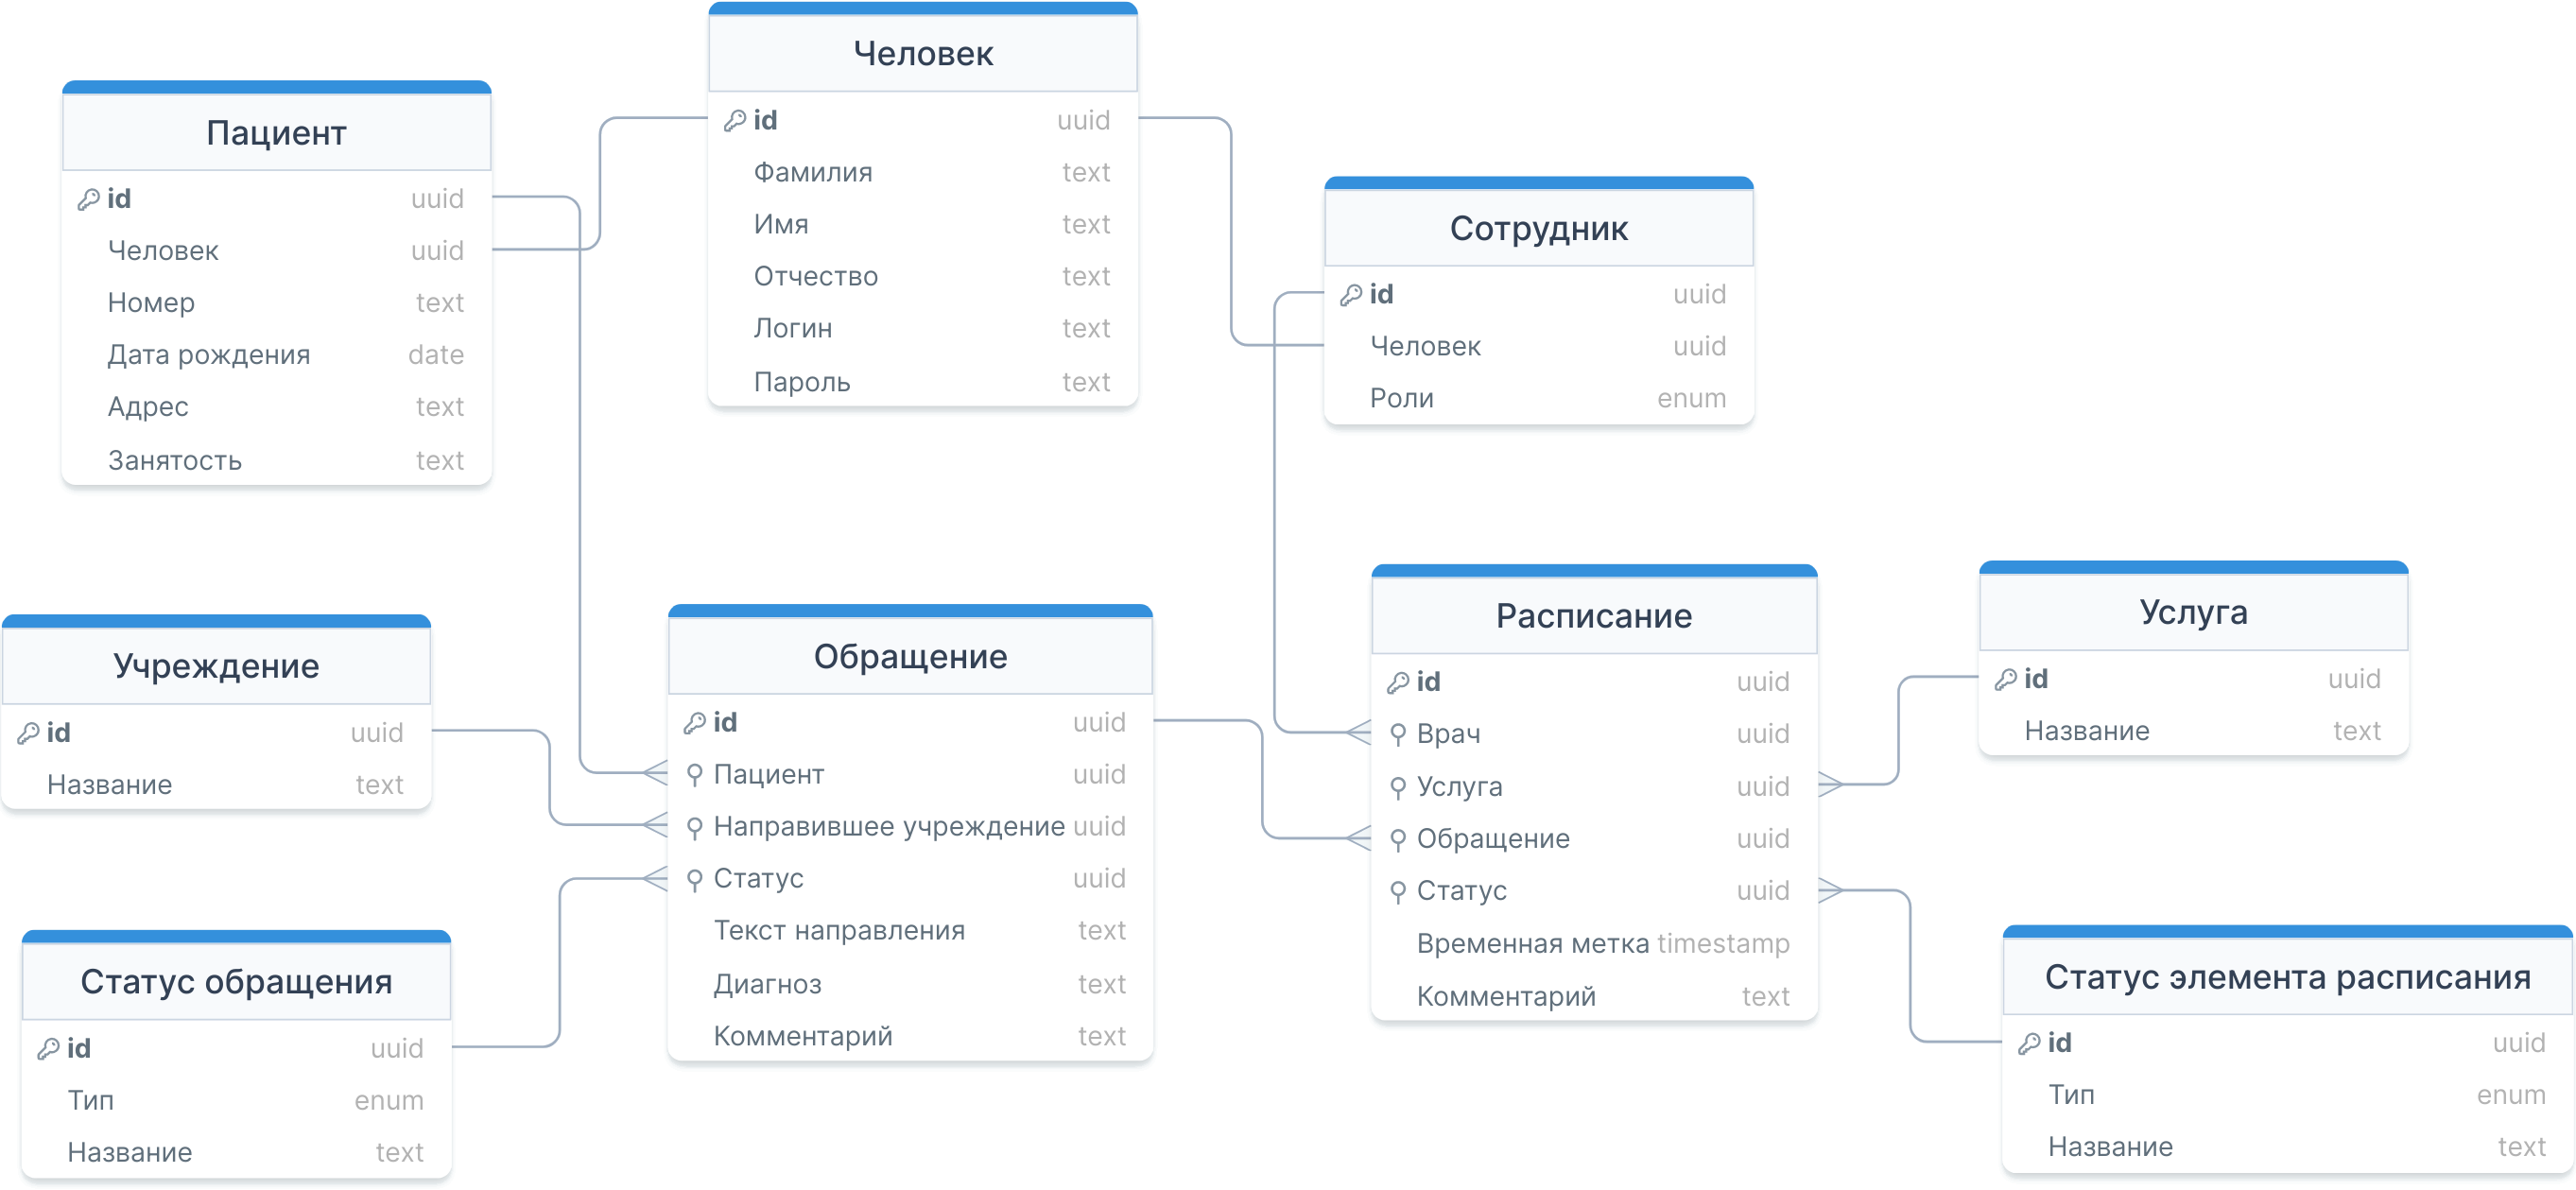 Человек
id uuid
Фамилия text
Имя text
Отчество text
Логин text
Пароль text
Пациент
id uuid
Человек uuid
Номер text
Дата рождения date
Адрес text
Занятость text
Сотрудник
id uuid
Человек uuid
Роли enum
Учреждение
id uuid
Название text
Обращение
id uuid
Пациент uuid
Направившее учреждение uuid
Статус uuid
Текст направления text
Диагноз text
Комментарий text
Расписание
id uuid
Врач uuid
Услуга uuid
Обращение uuid
Статус uuid
Временная метка timestamp
Комментарий text
Услуга
id uuid
Название text
Статус обращения
id uuid
Тип enum
Название text
Статус элемента расписания
id uuid
Тип enum
Название text